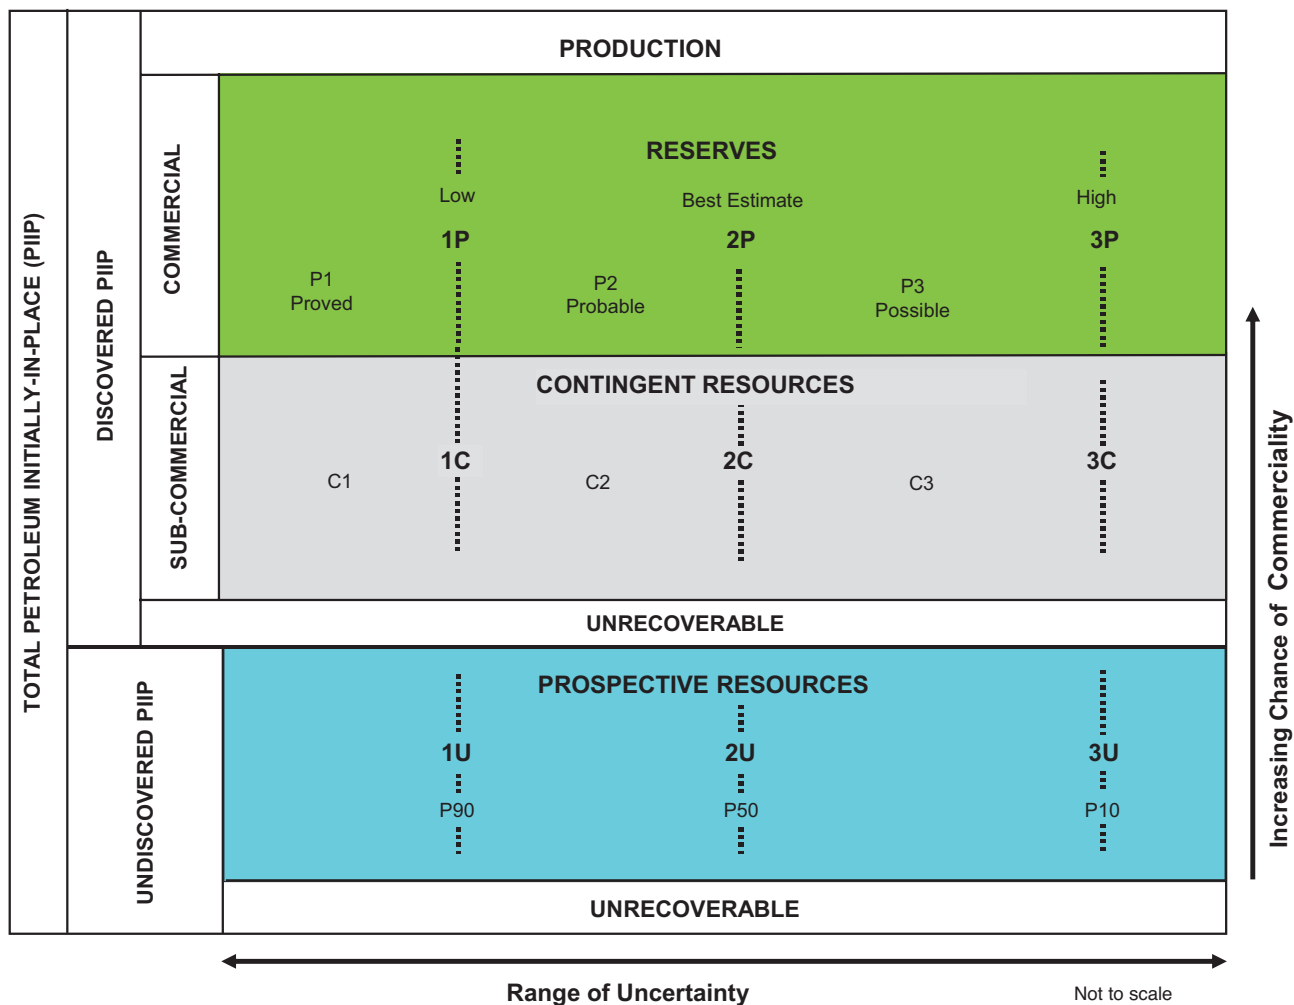 TOTAL PETROLEUM INITIALLY-IN-PLACE (PIIP)
DISCOVERED PIIP
PRODUCTION
COMMERCIAL
RESERVES
Low
Best Estimate
High
1P
2P
3P
P1
Proved
P2
Probable
P3
Possible
SUB-COMMERCIAL
CONTINGENT RESOURCES
1C
2C
3C
C1
C2
C3
UNRECOVERABLE
UNDISCOVERED PIIP
PROSPECTIVE RESOURCES
1U
2U
3U
P90
P50
P10
UNRECOVERABLE
Increasing Chance of Commerciality
Range of Uncertainty
Not to scale